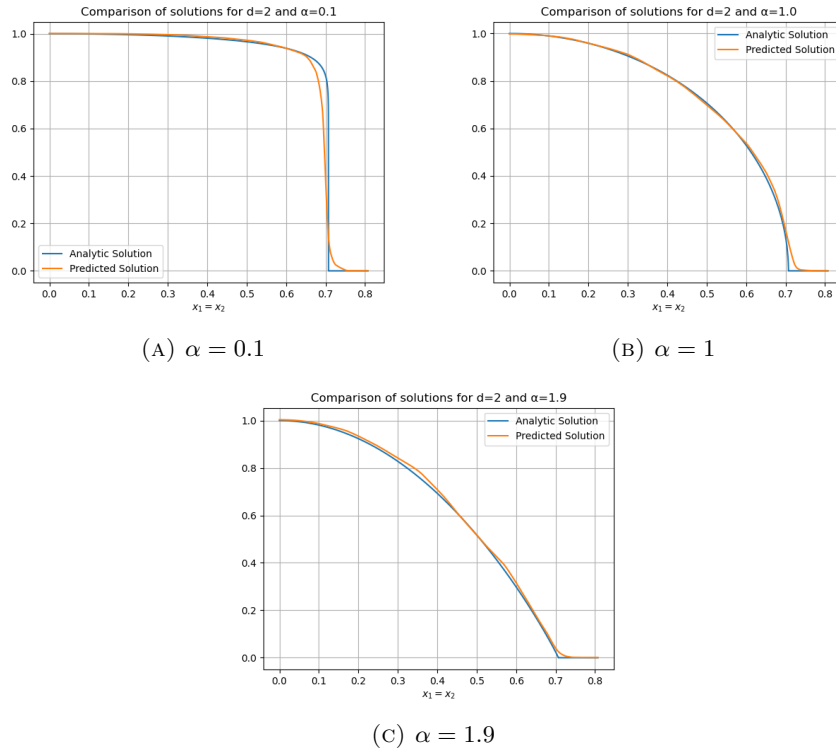 Comparison of solutions for d=2 and α=0.1
1.0
0.8
0.6
0.4
0.2
0.0
Analytic Solution
Predicted Solution
0.0 0.1 0.2 0.3 0.4 0.5 0.6 0.7 0.8
x₁ = x₂
(A) α = 0.1
Comparison of solutions for d=2 and α=1.0
Analytic Solution
Predicted Solution
1.0
0.8
0.6
0.4
0.2
0.0
0.0 0.1 0.2 0.3 0.4 0.5 0.6 0.7 0.8
x₁ = x₂
(B) α = 1
Comparison of solutions for d=2 and α=1.9
Analytic Solution
Predicted Solution
1.0
0.8
0.6
0.4
0.2
0.0
0.0 0.1 0.2 0.3 0.4 0.5 0.6 0.7 0.8
x₁ = x₂
(C) α = 1.9